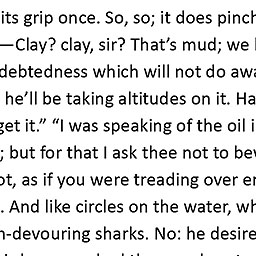 its grip once. So, so; it does pinch
—Clay? clay, sir? That’s mud; we
debtedness which will not do awa
he’ll be taking altitudes on it. Ha
get it.” “I was speaking of the oil i
; but for that I ask thee not to bev
ot, as if you were treading over e
. And like circles on the water, wh
n-devouring sharks. No: he desire